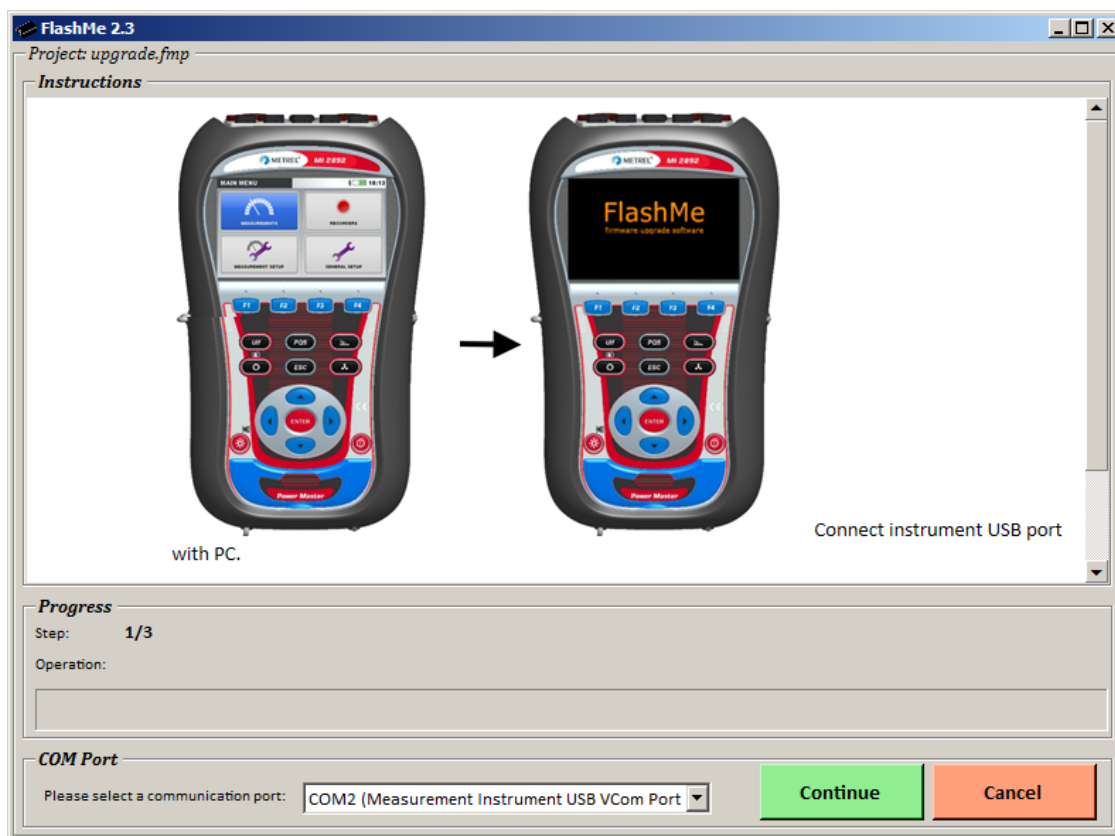 FlashMe 2.3
Project: upgrade.fmp
Instructions
METREL MI 2892
MAIN MENU 18:13
MEASUREMENTS RECORDERS
MEASUREMENT SETUP GENERAL SETUP
F1 F2 F3 F4
UIf PQS
ESC
ENTER
Power Master
METREL MI 2892
FlashMe
firmware upgrade software
F1 F2 F3 F4
UIf PQS
ESC
ENTER
Power Master
Connect instrument USB port
with PC.
Progress
Step: 1/3
Operation:
COM Port
Please select a communication port: COM2 (Measurement Instrument USB VCom Port
Continue Cancel